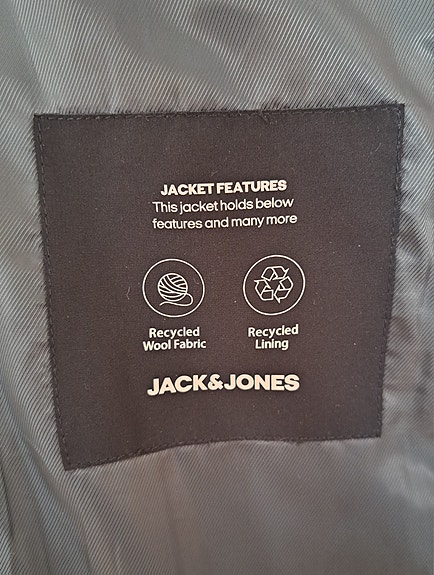 JACKET FEATURES
This jacket holds below
features and many more
Recycled
Wool Fabric
Recycled
Lining
JACK&JONES